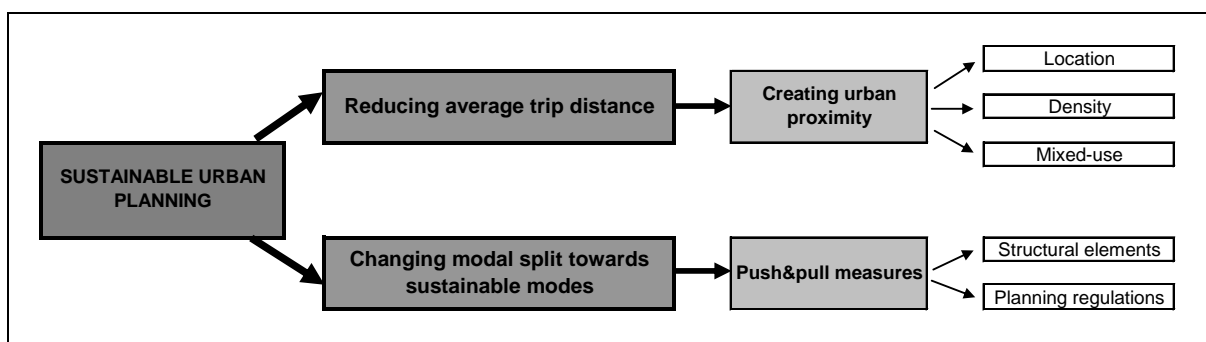 SUSTAINABLE URBAN
PLANNING
Reducing average trip distance
Creating urban
proximity
Location
Density
Mixed-use
Changing modal split towards
sustainable modes
Push&pull measures
Structural elements
Planning regulations